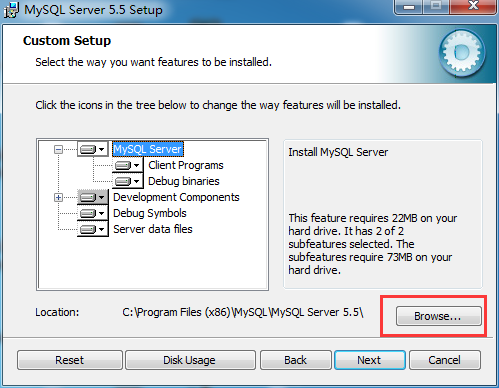 MySQL Server 5.5 Setup
Custom Setup
Select the way you want features to be installed.
Click the icons in the tree below to change the way features will be installed.
MySQL Server
Client Programs
Debug binaries
Development Components
Debug Symbols
Server data files
Install MySQL Server
This feature requires 22MB on your
hard drive. It has 2 of 2
subfeatures selected. The
subfeatures require 73MB on your
hard drive.
Location: C:\Program Files (x86)\MySQL\MySQL Server 5.5\
Browse...
Reset Disk Usage Back Next Cancel